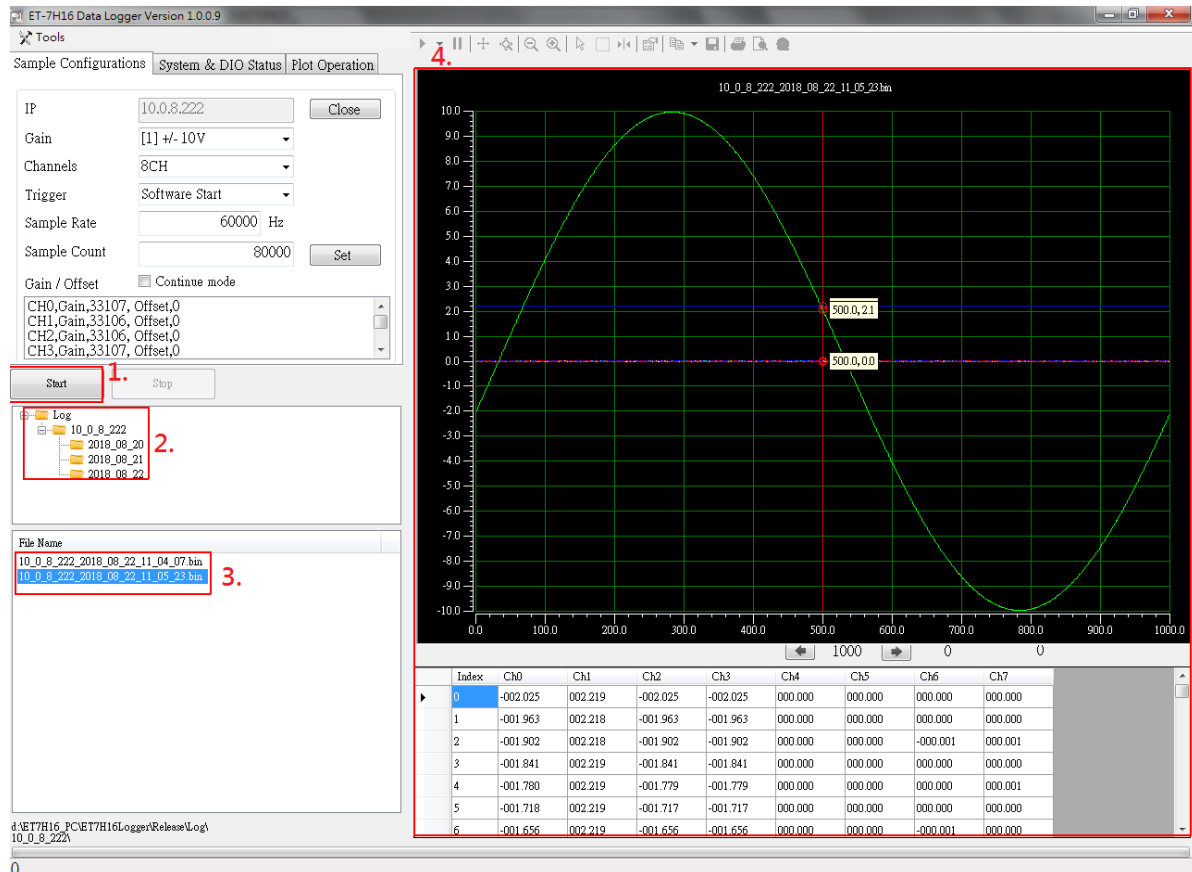 ET-7H16 Data Logger Version 1.0.0.9
Tools
Sample Configurations System & DIO Status Plot Operation
IP 10.0.8.222 Close
Gain [1] +/- 10V
Channels 8CH
Trigger Software Start
Sample Rate 60000 Hz
Sample Count 80000 Set
Gain / Offset Continue mode
CH0,Gain,33107, Offset,0
CH1,Gain,33106, Offset,0
CH2,Gain,33106, Offset,0
CH3,Gain,33107, Offset,0
Start 1. Stop
Log
10_0_8_222
2018_08_20
2018_08_21
2018_08_22
2.
File Name
10_0_8_222_2018_08_22_11_04_07.bin
10_0_8_222_2018_08_22_11_05_23.bin
3.
d:\ET7H16_PC\ET7H16Logger\Release\Log\
10_0_8_222\
0
4.
10_0_8_222_2018_08_22_11_05_23.bin
10.0
9.0
8.0
7.0
6.0
5.0
4.0
3.0
2.0
1.0
0.0
-1.0
-2.0
-3.0
-4.0
-5.0
-6.0
-7.0
-8.0
-9.0
-10.0
500.0, 2.1
500.0, 0.0
0.0 100.0 200.0 300.0 400.0 500.0 600.0 700.0 800.0 900.0 1000.0
1000 0 0
Index Ch0 Ch1 Ch2 Ch3 Ch4 Ch5 Ch6 Ch7
0 -002.025 002.219 -002.025 -002.025 000.000 000.000 000.000 000.000
1 -001.963 002.218 -001.963 -001.963 000.000 000.000 000.000 000.000
2 -001.902 002.218 -001.902 -001.902 000.000 000.000 -000.001 000.001
3 -001.841 002.219 -001.841 -001.841 000.000 000.000 000.000 000.000
4 -001.780 002.219 -001.779 -001.779 000.000 000.000 000.000 000.001
5 -001.718 002.219 -001.717 -001.717 000.000 000.000 000.000 000.000
6 -001.656 002.219 -001.656 -001.656 000.000 000.000 -000.001 000.000